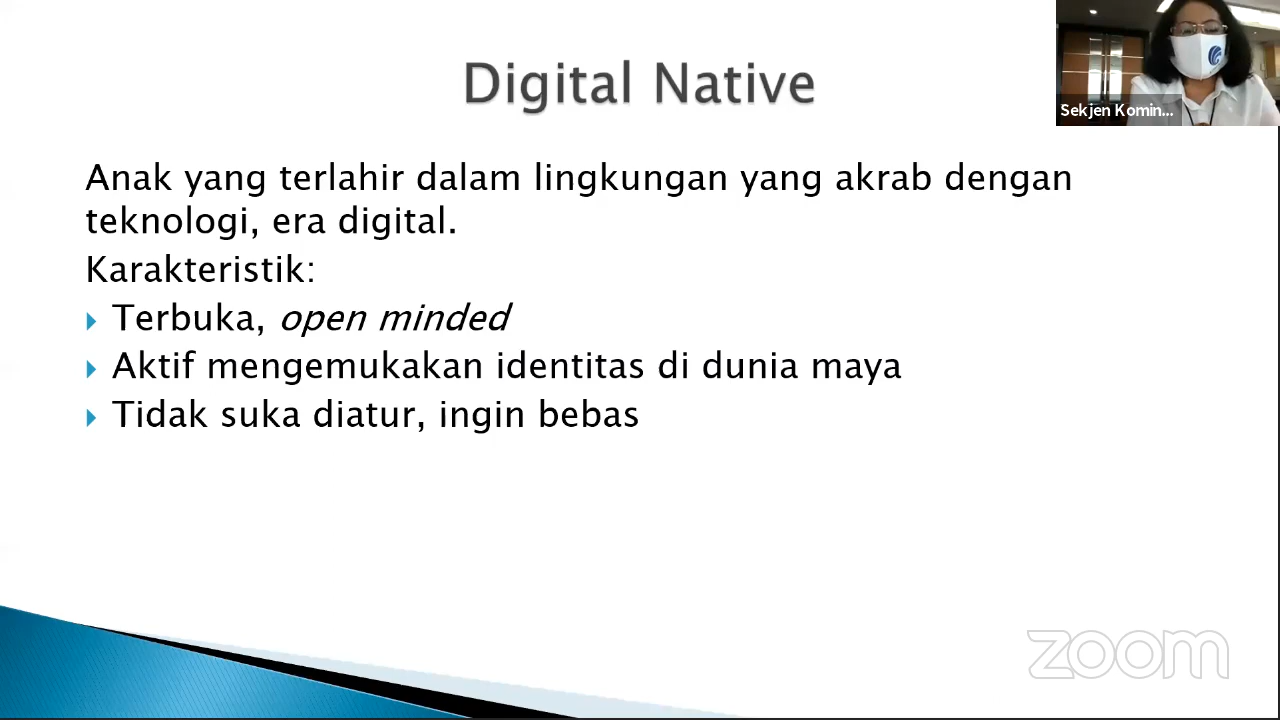 Digital Native
Sekjen Komin...
Anak yang terlahir dalam lingkungan yang akrab dengan
teknologi, era digital.
Karakteristik:
Terbuka, open minded
Aktif mengemukakan identitas di dunia maya
Tidak suka diatur, ingin bebas
zoom